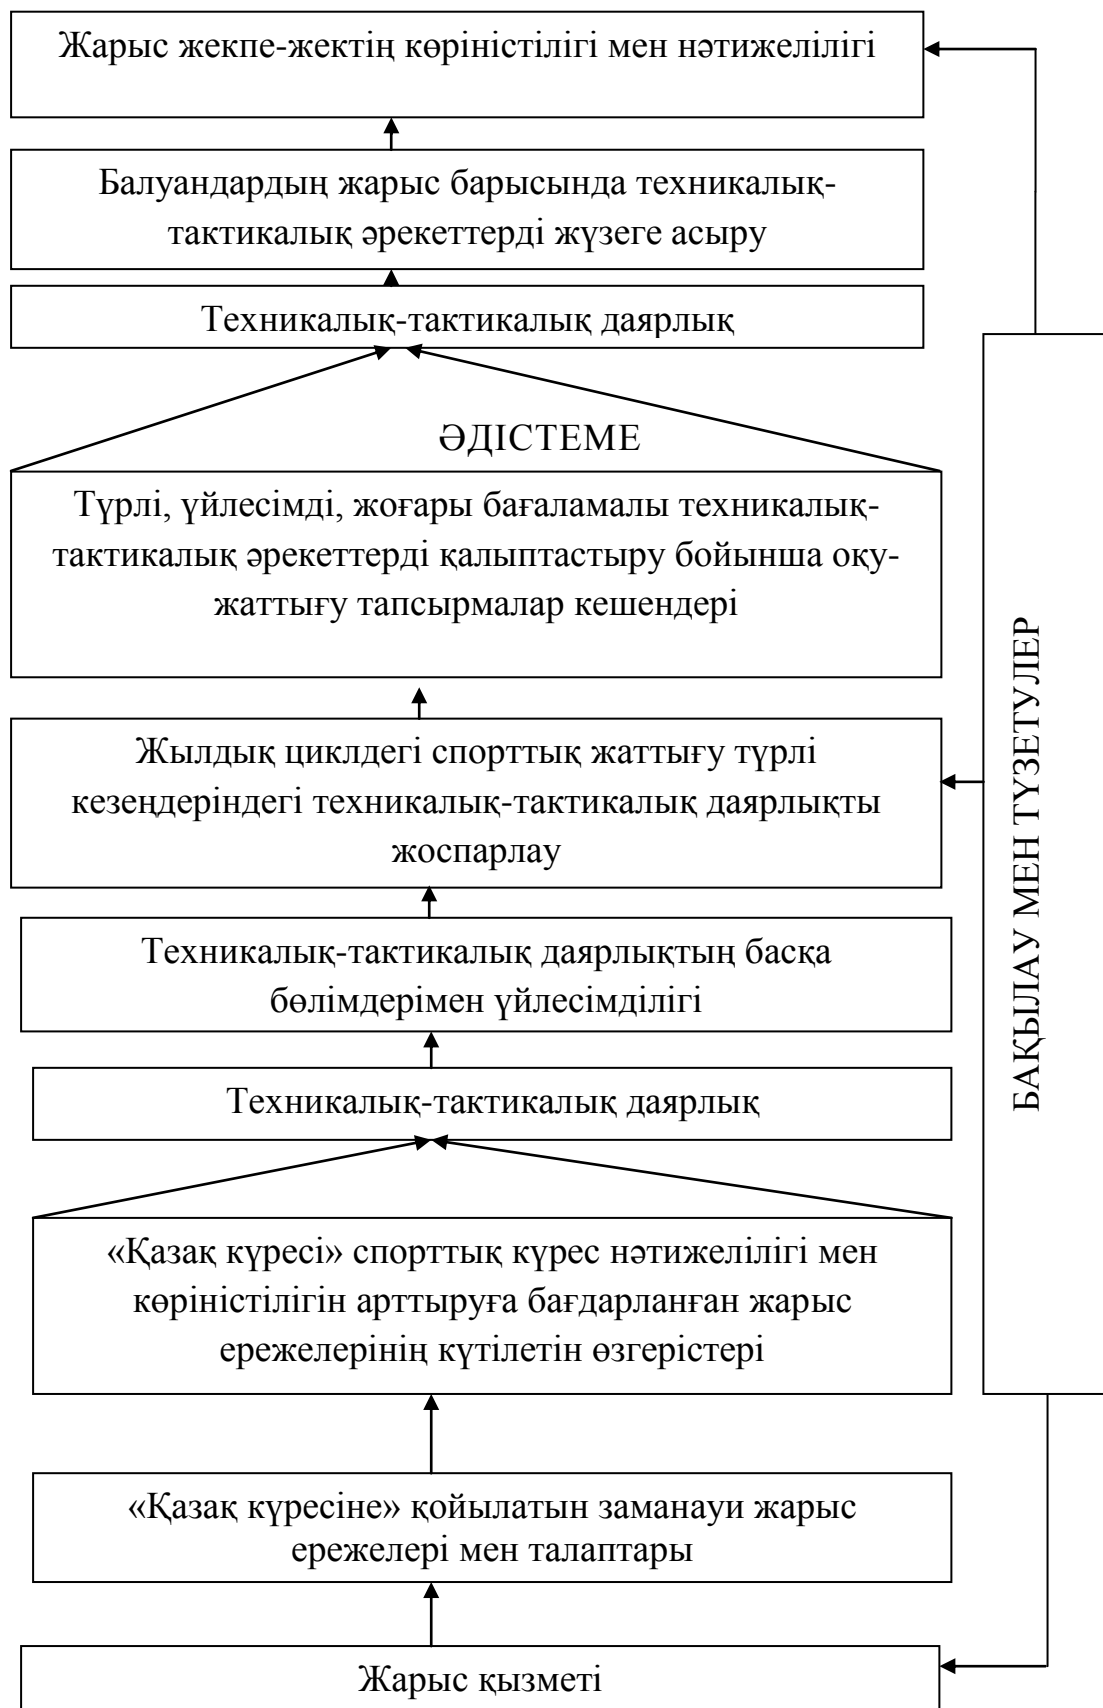 Жарыс жекпе-жектің көріністілігі мен нәтижелілігі
Балуандардың жарыс барысында техникалық-
тактикалық әрекеттерді жүзеге асыру
Техникалық-тактикалық даярлық
ӘДІСТЕМЕ
Түрлі, үйлесімді, жоғары бағаламалы техникалық-
тактикалық әрекеттерді қалыптастыру бойынша оқу-
жаттығу тапсырмалар кешендері
Жылдық циклдегі спорттық жаттығу түрлі
кезеңдеріндегі техникалық-тактикалық даярлықты
жоспарлау
Техникалық-тактикалық даярлықтың басқа
бөлімдерімен үйлесімділігі
Техникалық-тактикалық даярлық
«Қазақ күресі» спорттық күрес нәтижелілігі мен
көріністілігін арттыруға бағдарланған жарыс
ережелерінің күтілетін өзгерістері
«Қазақ күресіне» қойылатын заманауи жарыс
ережелері мен талаптары
Жарыс қызметі
БАҚЫЛАУ МЕН ТҮЗЕТУЛЕР